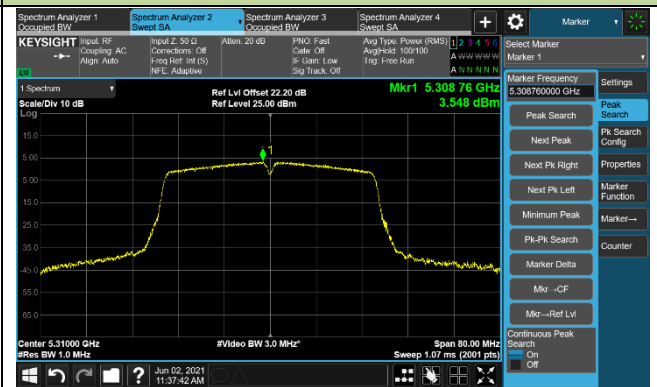 Spectrum Analyzer 1
Occupied BW
Spectrum Analyzer 2
Swept SA
Spectrum Analyzer 3
Occupied BW
Spectrum Analyzer 4
Swept SA
+
Marker
KEYSIGHT
Input: RF
Coupling: AC
Align: Auto
Input Z: 50 Ω
Corrections: Off
Freq Ref: Int (S)
NFE: Adaptive
Atten: 20 dB
PNO: Fast
Gate: Off
IF Gain: Low
Sig Track: Off
Avg Type: Power (RMS)
Avg|Hold: 100/100
Trig: Free Run
1 2 3 4 5 6
A W W W W W
A N N N N N
Select Marker
Marker 1
1 Spectrum
Scale/Div 10 dB
Log
Ref Lvl Offset 22.20 dB
Ref Level 25.00 dBm
Mkr1 5.308 76 GHz
3.548 dBm
15.0
5.00
-5.00
-15.0
-25.0
-35.0
-45.0
-55.0
-65.0
1
Center 5.31000 GHz
#Res BW 1.0 MHz
#Video BW 3.0 MHz*
Span 80.00 MHz
Sweep 1.07 ms (2001 pts)
Marker Frequency
5.308760000 GHz
Peak Search
Next Peak
Next Pk Right
Next Pk Left
Minimum Peak
Pk-Pk Search
Marker Delta
Mkr→CF
Mkr→Ref Lvl
Continuous Peak
Search
On
Off
Settings
Peak
Search
Pk Search
Config
Properties
Marker
Function
Marker→
Counter
?
Jun 02, 2021
11:37:42 AM